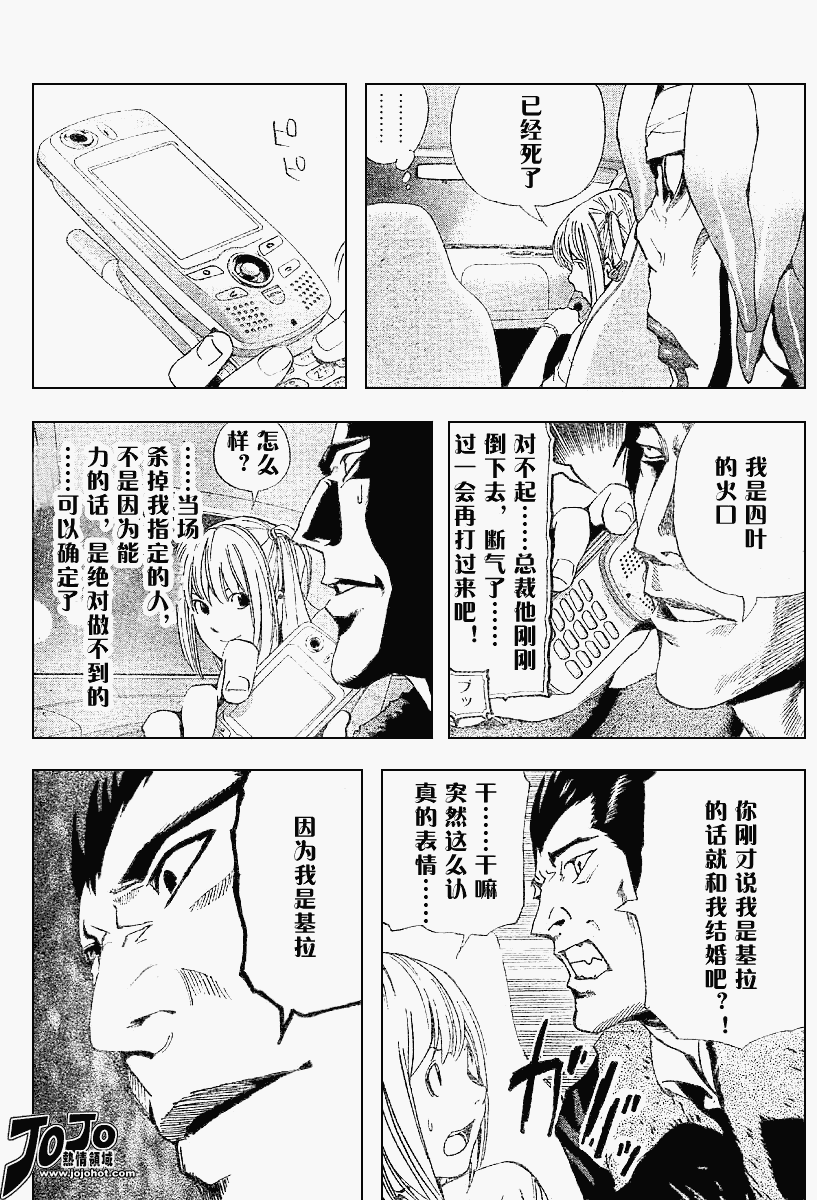 已经死了
………
………
ピ
ピ
我是四叶
的火口
对不起……总裁他刚刚
倒下去，断气了……
过一会再打过来吧！
ブッ
怎么
样？
……当场
杀掉我指定的人，
不是因为能
力的话，是绝对做不到的
……可以确定了
你刚才说我是基拉
的话就和我结婚吧？！
干……干嘛
突然这么认
真的表情……
ガッ
因为我是基拉
JOJO
熱情領域
www.jojohot.com